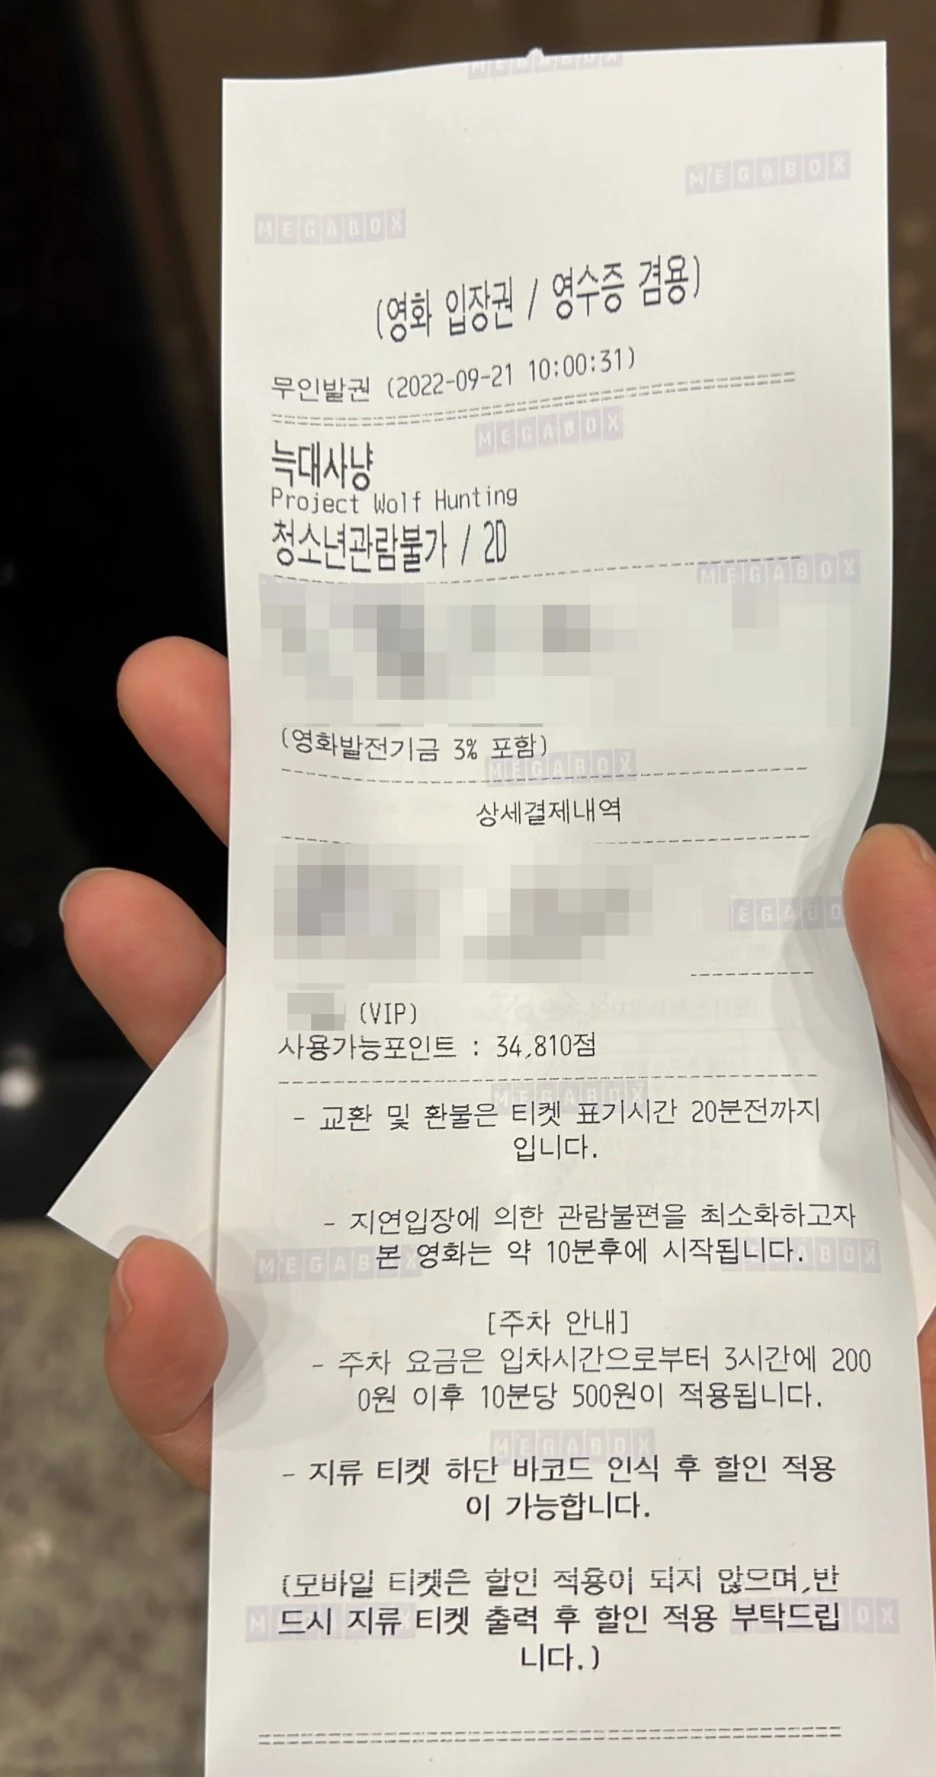 MEGABOX
MEGABOX
MEGABOX
(영화 입장권 / 영수증 겸용)
무인발권 (2022-09-21 10:00:31)
MEGABOX
늑대사냥
Project Wolf Hunting
청소년관람불가 / 2D
MEGABOX
(영화발전기금 3% 포함)
MEGABOX
상세결제내역
EGABO
(VIP)
사용가능포인트 : 34,810점
MEGABOX
- 교환 및 환불은 티켓 표기시간 20분전까지
입니다.
- 지연입장에 의한 관람불편을 최소화하고자
본 영화는 약 10분후에 시작됩니다.
MEGABOX
[주차 안내]
- 주차 요금은 입차시간으로부터 3시간에 200
0원 이후 10분당 500원이 적용됩니다.
MEGABOX
- 지류 티켓 하단 바코드 인식 후 할인 적용
이 가능합니다.
(모바일 티켓은 할인 적용이 되지 않으며,반
드시 지류 티켓 출력 후 할인 적용 부탁드립
니다.)